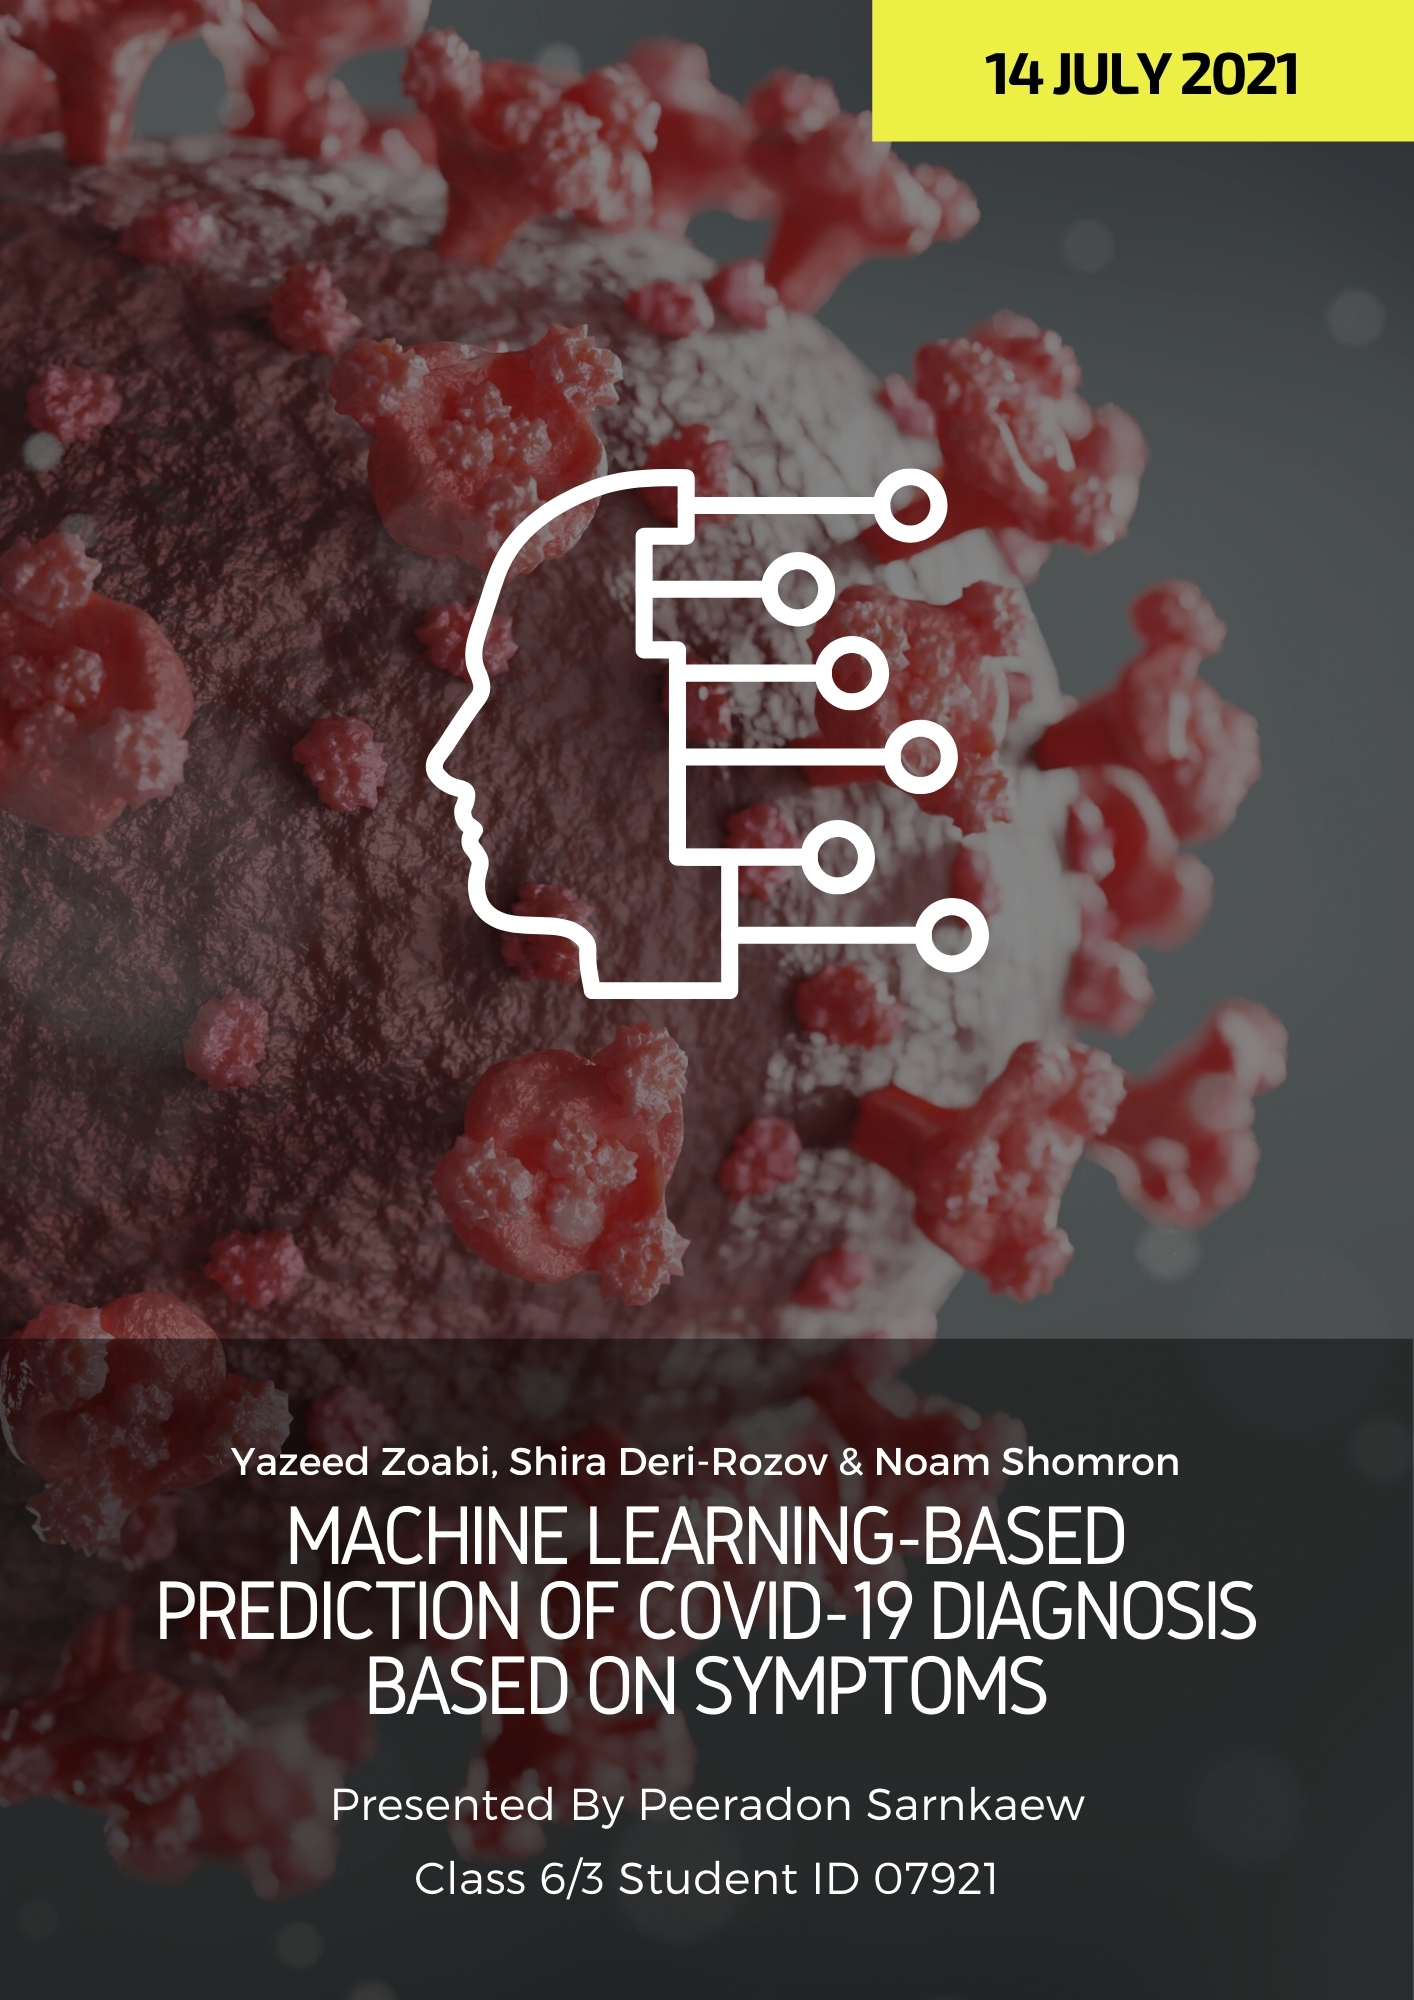 14 JULY 2021
Yazeed Zoabi, Shira Deri-Rozov & Noam Shomron
MACHINE LEARNING-BASED
PREDICTION OF COVID-19 DIAGNOSIS
BASED ON SYMPTOMS
Presented By Peeradon Sarnkaew
Class 6/3 Student ID 07921